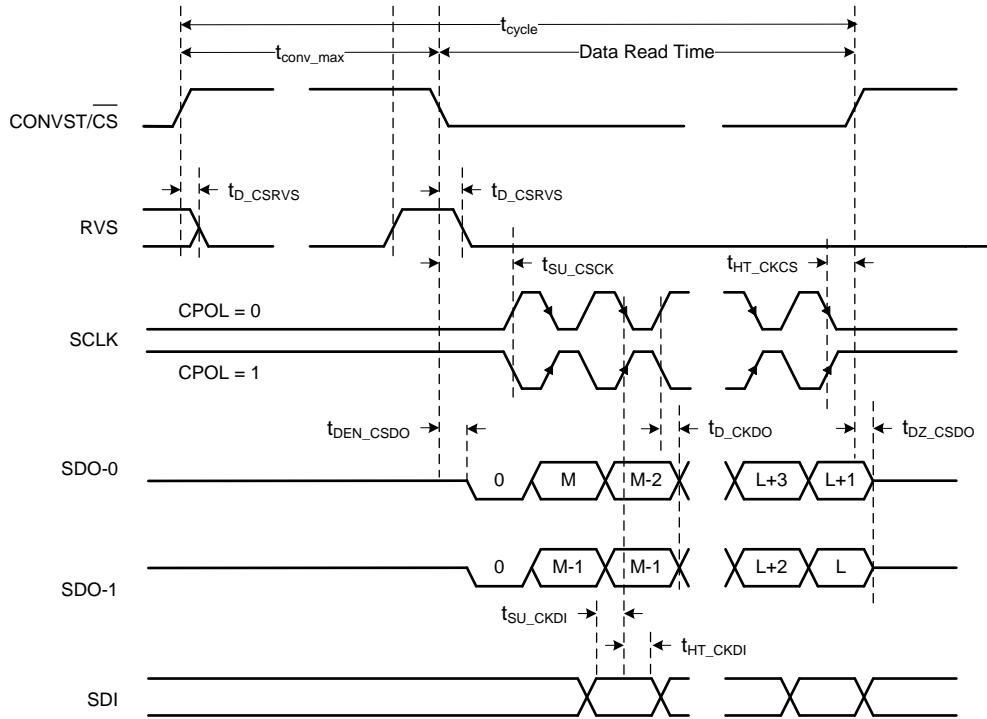 t_cycle
t_conv_max
Data Read Time
CONVST/CS
t_D_CSRVS
t_D_CSRVS
RVS
t_SU_CSCK
t_HT_CKCS
CPOL = 0
SCLK
CPOL = 1
t_DEN_CSDO
t_D_CKDO
t_DZ_CSDO
SDO-0
0 M M-2 L+3 L+1
SDO-1
0 M-1 M-1 L+2 L
t_SU_CKDI
t_HT_CKDI
SDI